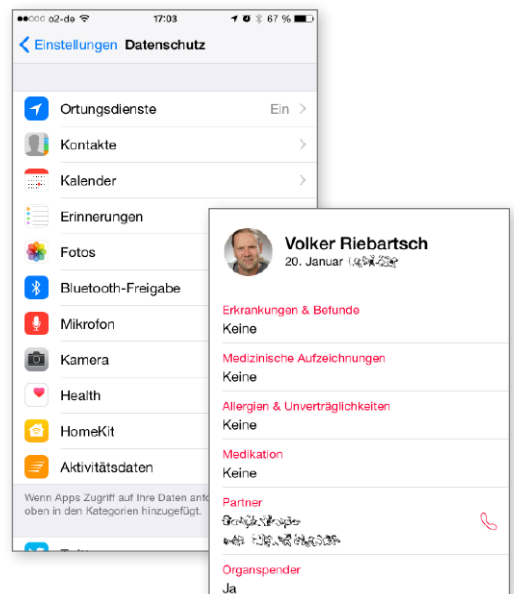 o2-de 17:03 67 %
Einstellungen Datenschutz
Ortungsdienste Ein
Kontakte
Kalender
Erinnerungen
Fotos
Bluetooth-Freigabe
Mikrofon
Kamera
Health
HomeKit
Aktivitätsdaten
Wenn Apps Zugriff auf Ihre Daten
oben in den Kategorien hinzugefügt.
Volker Riebartsch
20. Januar
Erkrankungen & Befunde
Keine
Medizinische Aufzeichnungen
Keine
Allergien & Unverträglichkeiten
Keine
Medikation
Keine
Partner
Organspender
Ja